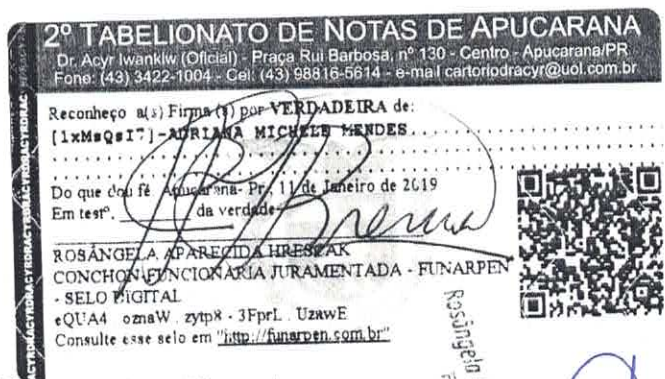 2º TABELIONATO DE NOTAS DE APUCARANA
Dr. Acyr Iwankiw (Oficial) - Praça Rui Barbosa, nº 130 - Centro - Apucarana/PR
Fone: (43) 3422-1004 - Cel: (43) 98816-5614 - e-mail cartoriodracyr@uol.com.br
Reconheço a(s) Firma(s) por VERDADEIRA de:
[1xMsQsI7]-ADRIANA MICHELE MENDES
Do que dou fé Apucarana- Pr, 11 de Janeiro de 2019
Em testº. ______ da verdade-
ROSÂNGELA APARECIDA HRESZAK
CONCHON-FUNCIONÁRIA JURAMENTADA - FUNARPEN
- SELO DIGITAL
eQUA4 . oznaW . zytp8 - 3FprL . UzawE
Consulte esse selo em "http://funarpen.com.br"
Rosângela